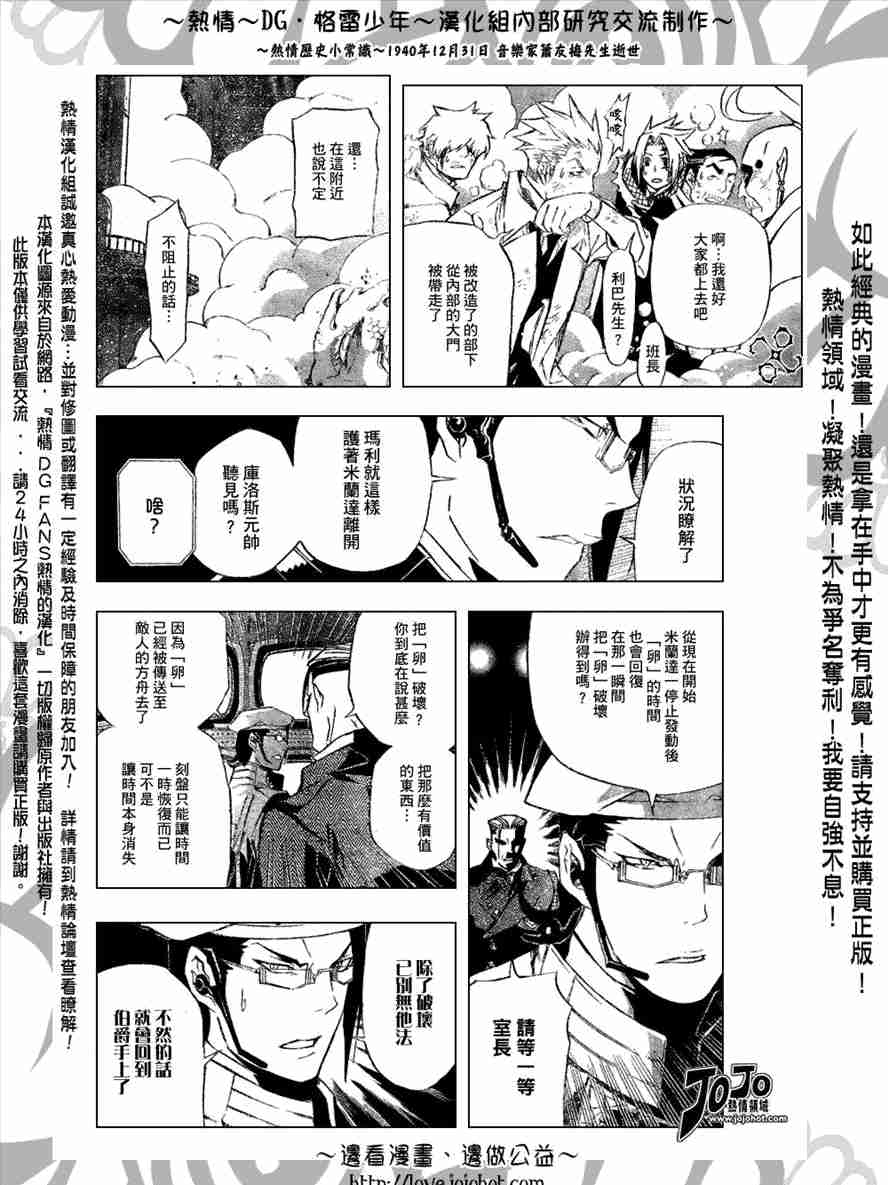 ～熱情～DG·恪雷少年～漢化組內部研究交流制作～
～熱情歷史小常識～1940年12月31日 音樂家蕭友梅先生逝世
如此經典的漫畫！還是拿在手中才更有感覺！請支持並購買正版！
熱情領域！凝聚熱情！不為爭名奪利！我要自強不息！
咳咳
啊…我還好
大家都上去吧
班長
利巴先生？
被改造了的部下
從內部的大門
被帶走了
還…
在這附近
也說不定
不阻止的話…
狀況瞭解了
瑪利就這樣
護著米蘭達離開
庫洛斯元帥
聽見嗎？
啥？
從現在開始
米蘭達一停止發動後
「卵」的時間
也會回復
在那一瞬間
把「卵」破壞
辦得到嗎？
把「卵」破壞？
你到底在說甚麼
把那麼有價值
的東西…
因為「卵」
已經被傳送至
敵人的方舟去了
刻盤只能讓時間
一時恢復而已
可不是
讓時間本身消失
請等一等
室長
除了破壞
已別無他法
不然的話
就會回到
伯爵手上了
熱情漢化組誠邀真心熱愛動漫…並對修圖或翻譯有一定經驗及時間保障的朋友加入！ 詳情請到熱情論壇查看瞭解！
本漢化圖源來自於網路．『熱情DG FANS熱情的漢化』一切版權歸原作者與出版社擁有！
此版本僅供學習試看交流．．請24小時之內消除．喜歡這套漫畫請購買正版！謝謝。
JOJO
熱情領域
www.jojohot.com
～邊看漫畫、邊做公益～
http://love.jojohot.com